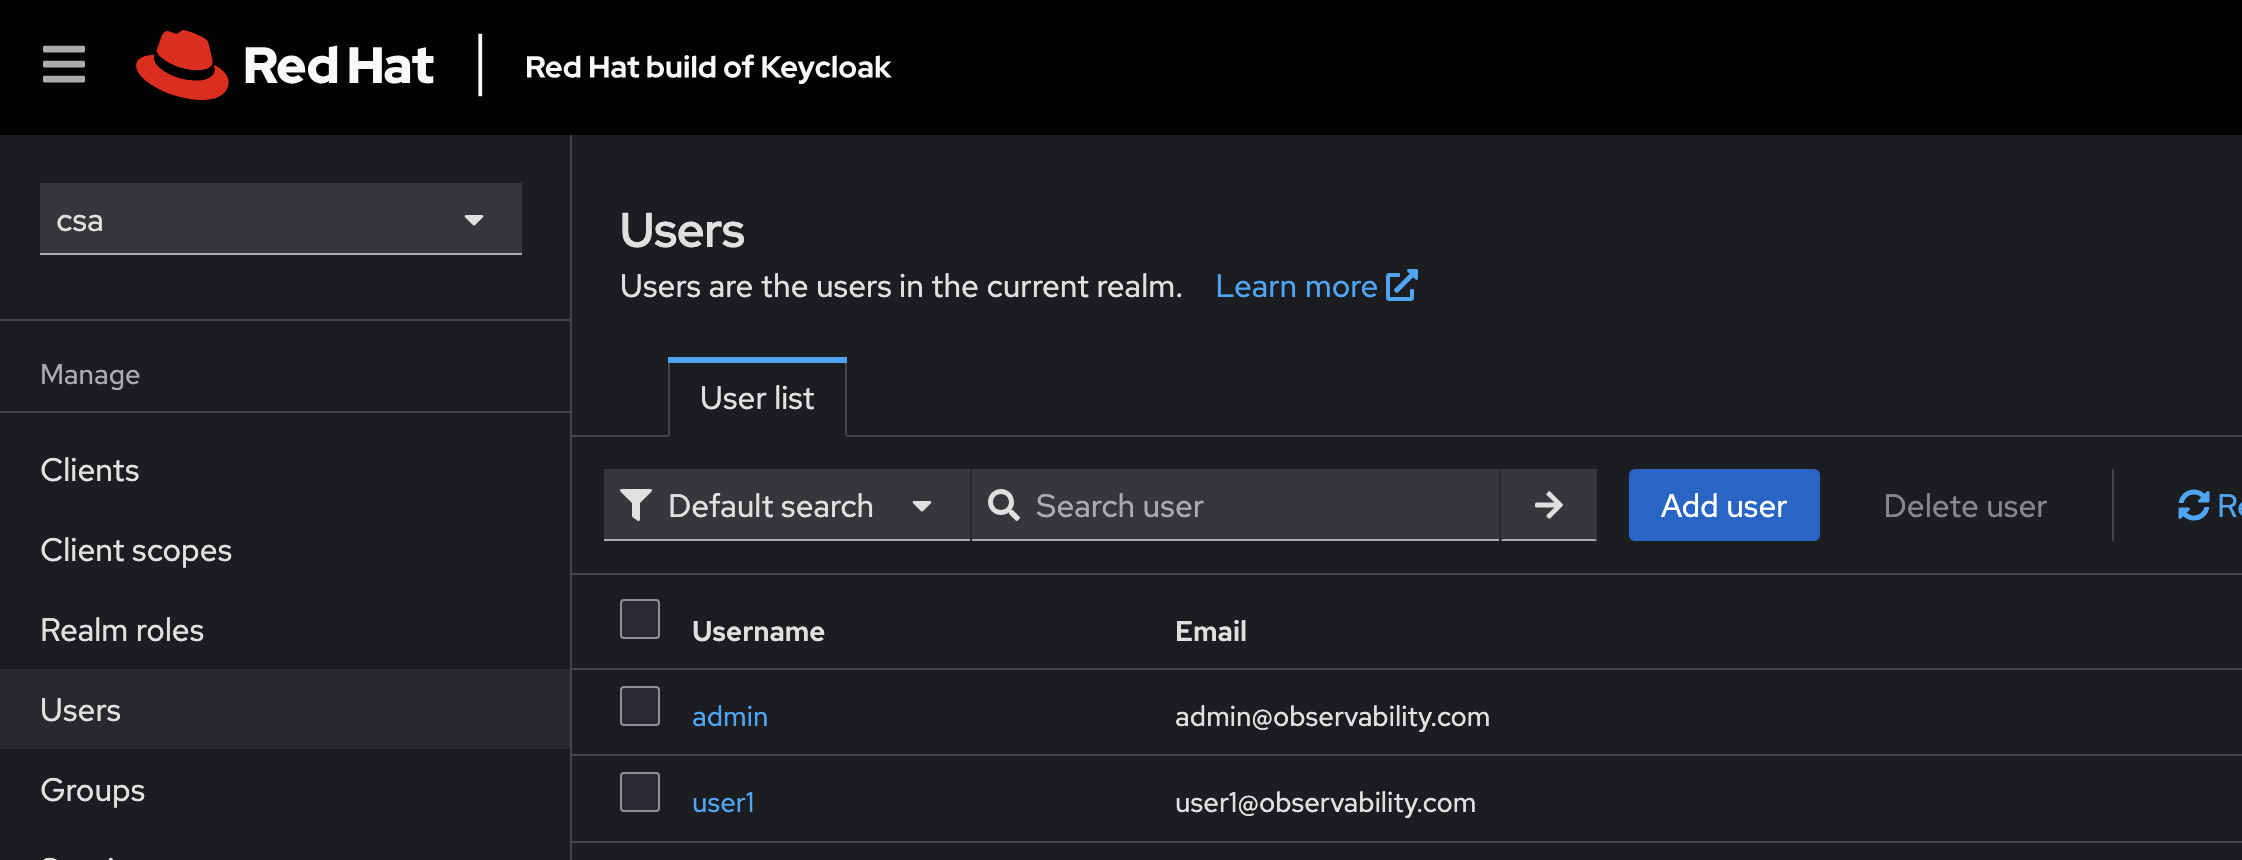 Red Hat
Red Hat build of Keycloak
csa
Manage
Clients
Client scopes
Realm roles
Users
Groups
Users
Users are the users in the current realm. Learn more
User list
Default search
Search user
Add user
Delete user
Username Email
admin admin@observability.com
user1 user1@observability.com